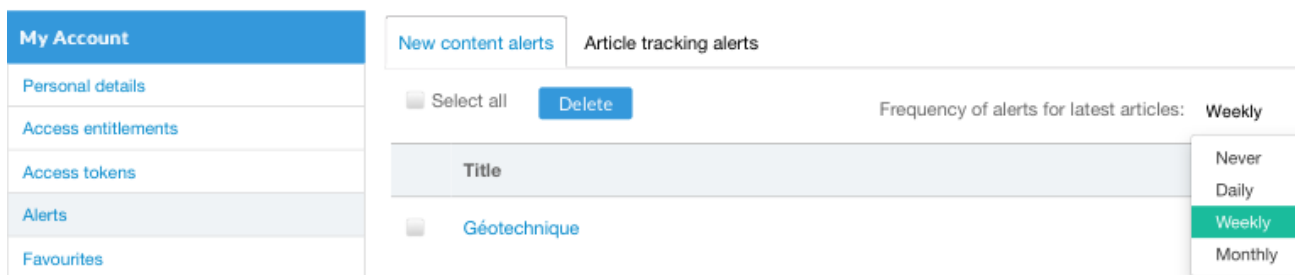 My Account
Personal details
Access entitlements
Access tokens
Alerts
Favourites
New content alerts Article tracking alerts
Select all Delete Frequency of alerts for latest articles: Weekly
Never
Daily
Weekly
Monthly
Title
Géotechnique